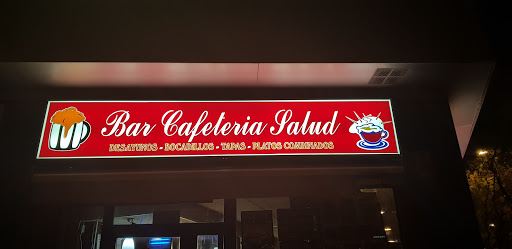 Bar Cafeteria Salud
DESAYUNOS - BOCADILLOS - TAPAS - PLATOS COMBINADOS